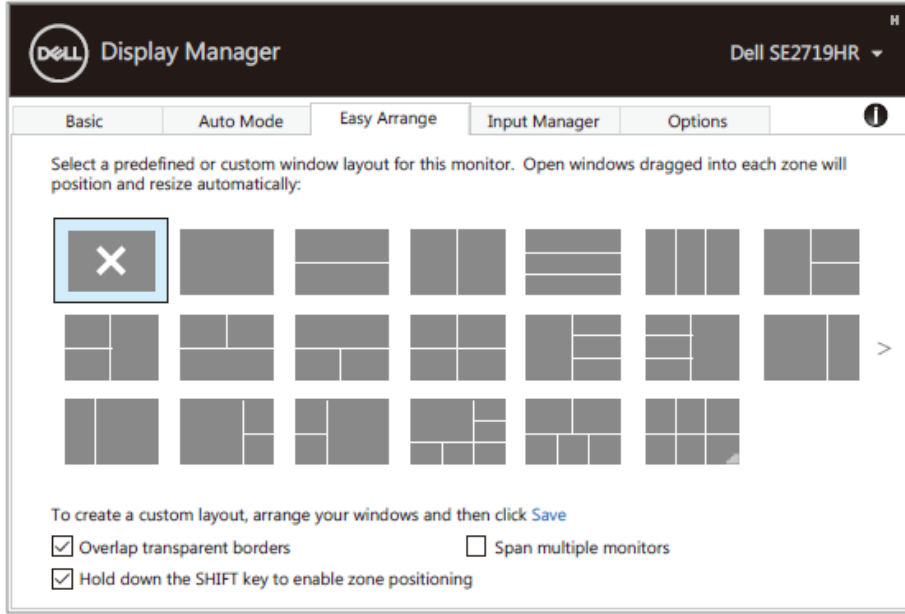 H
DELL Display Manager Dell SE2719HR
Basic Auto Mode Easy Arrange Input Manager Options
Select a predefined or custom window layout for this monitor. Open windows dragged into each zone will
position and resize automatically:
>
To create a custom layout, arrange your windows and then click Save
Overlap transparent borders Span multiple monitors
Hold down the SHIFT key to enable zone positioning